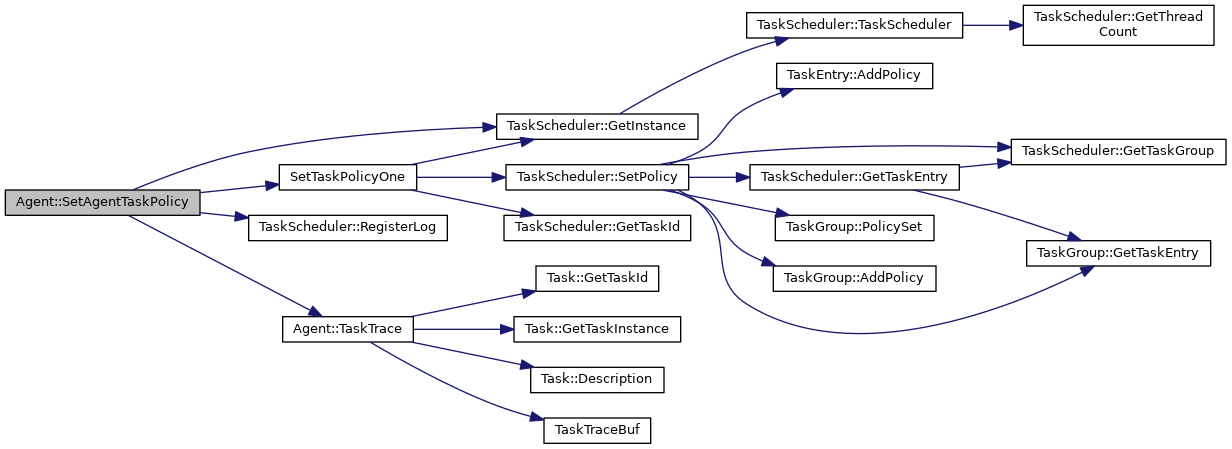 Agent::SetAgentTaskPolicy
TaskScheduler::GetInstance
SetTaskPolicyOne
TaskScheduler::RegisterLog
Agent::TaskTrace
TaskScheduler::TaskScheduler
TaskScheduler::GetThread
Count
TaskScheduler::SetPolicy
TaskScheduler::GetTaskId
TaskEntry::AddPolicy
TaskScheduler::GetTaskGroup
TaskScheduler::GetTaskEntry
TaskGroup::PolicySet
TaskGroup::AddPolicy
TaskGroup::GetTaskEntry
Task::GetTaskId
Task::GetTaskInstance
Task::Description
TaskTraceBuf